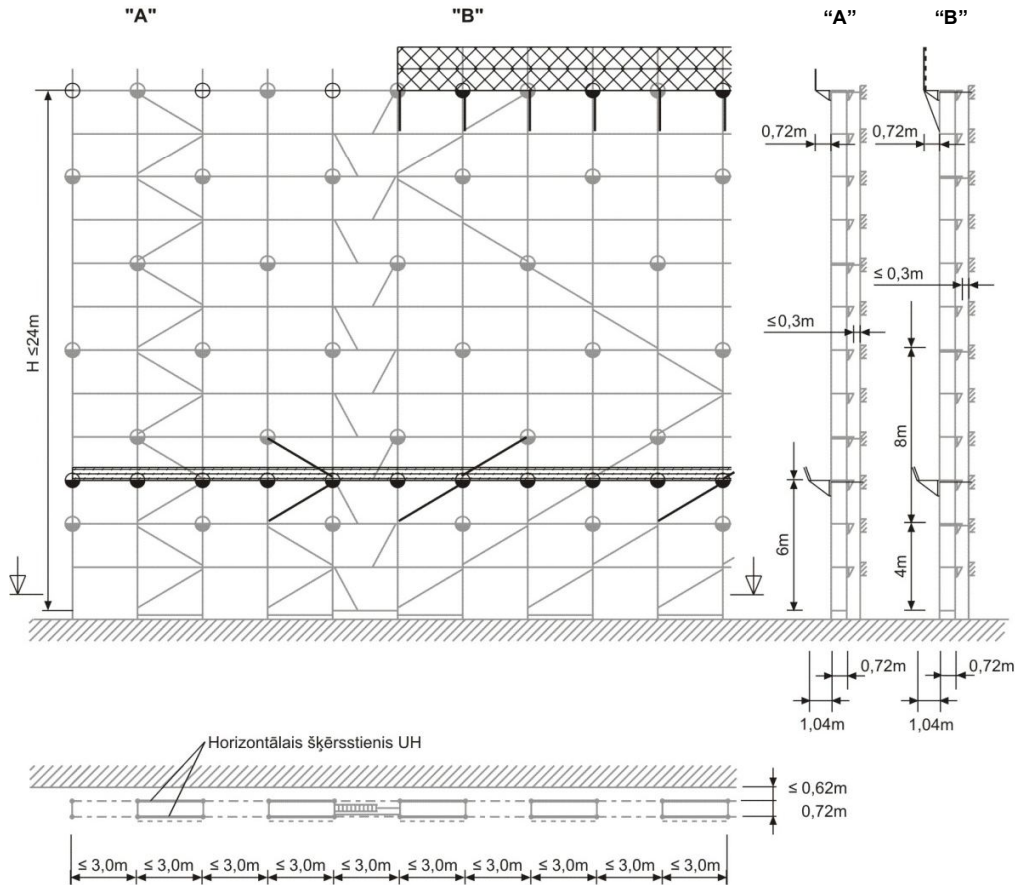 "A"
"B"
“A”
“B”
0,72m
0,72m
H ≤24m
≤ 0,3m
≤0,3m
8m
6m
4m
0,72m
0,72m
1,04m
1,04m
Horizontālais šķērsstienis UH
≤ 0,62m
0,72m
≤ 3,0m ≤ 3,0m ≤ 3,0m ≤ 3,0m ≤ 3,0m ≤ 3,0m ≤ 3,0m ≤ 3,0m ≤ 3,0m ≤ 3,0m